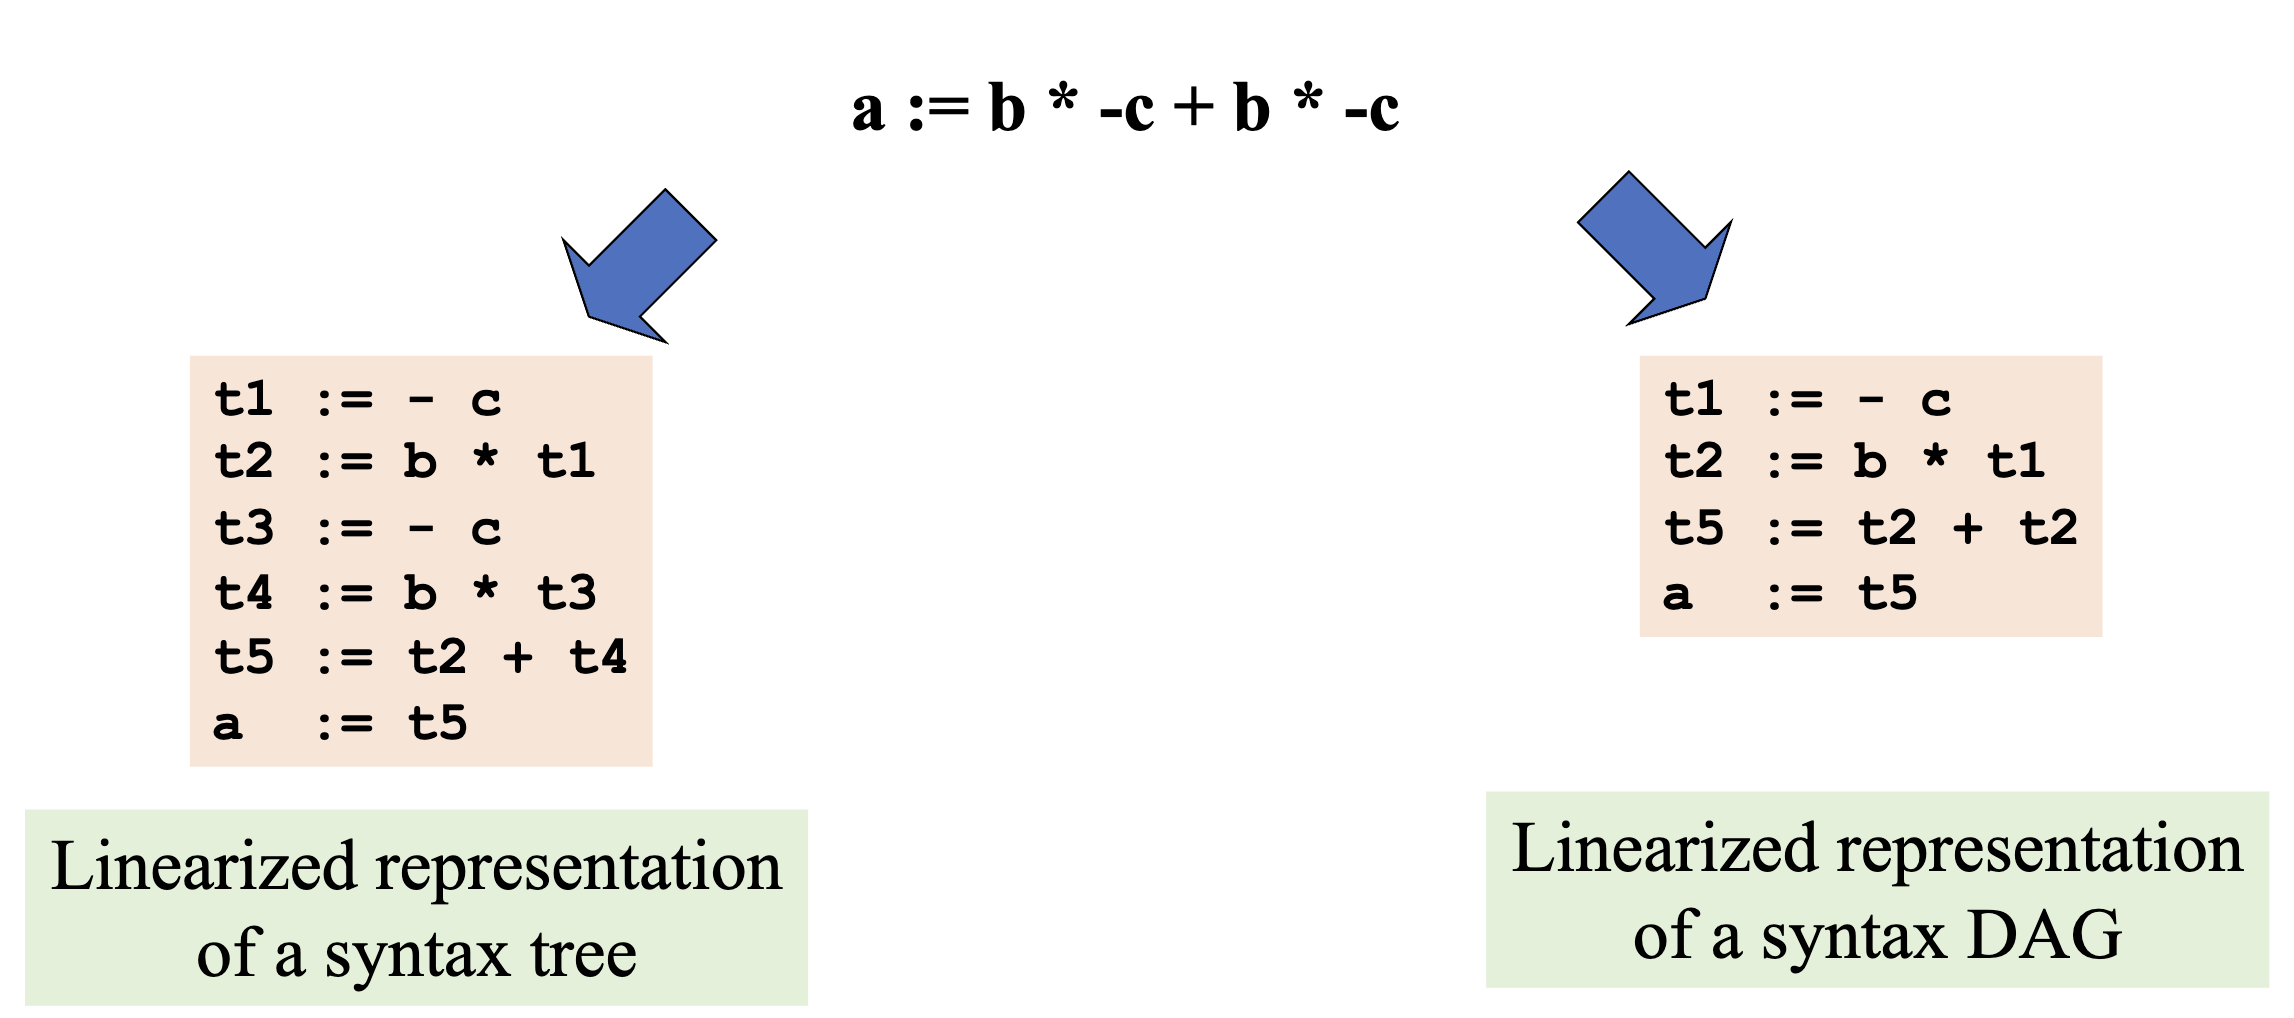 a := b * -c + b * -c
t1 := - c
t2 := b * t1
t3 := - c
t4 := b * t3
t5 := t2 + t4
a := t5
Linearized representation
of a syntax tree
t1 := - c
t2 := b * t1
t5 := t2 + t2
a := t5
Linearized representation
of a syntax DAG